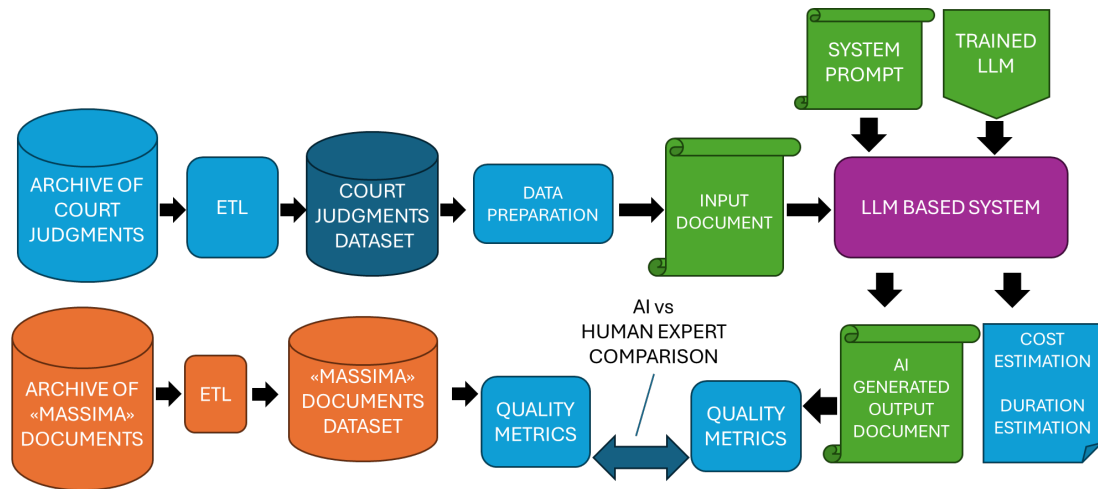 SYSTEM
PROMPT
TRAINED
LLM
ARCHIVE OF
COURT
JUDGMENTS
ETL
COURT
JUDGMENTS
DATASET
DATA
PREPARATION
INPUT
DOCUMENT
LLM BASED SYSTEM
ARCHIVE OF
«MASSIMA»
DOCUMENTS
ETL
«MASSIMA»
DOCUMENTS
DATASET
QUALITY
METRICS
AI vs
HUMAN EXPERT
COMPARISON
QUALITY
METRICS
AI
GENERATED
OUTPUT
DOCUMENT
COST
ESTIMATION
DURATION
ESTIMATION